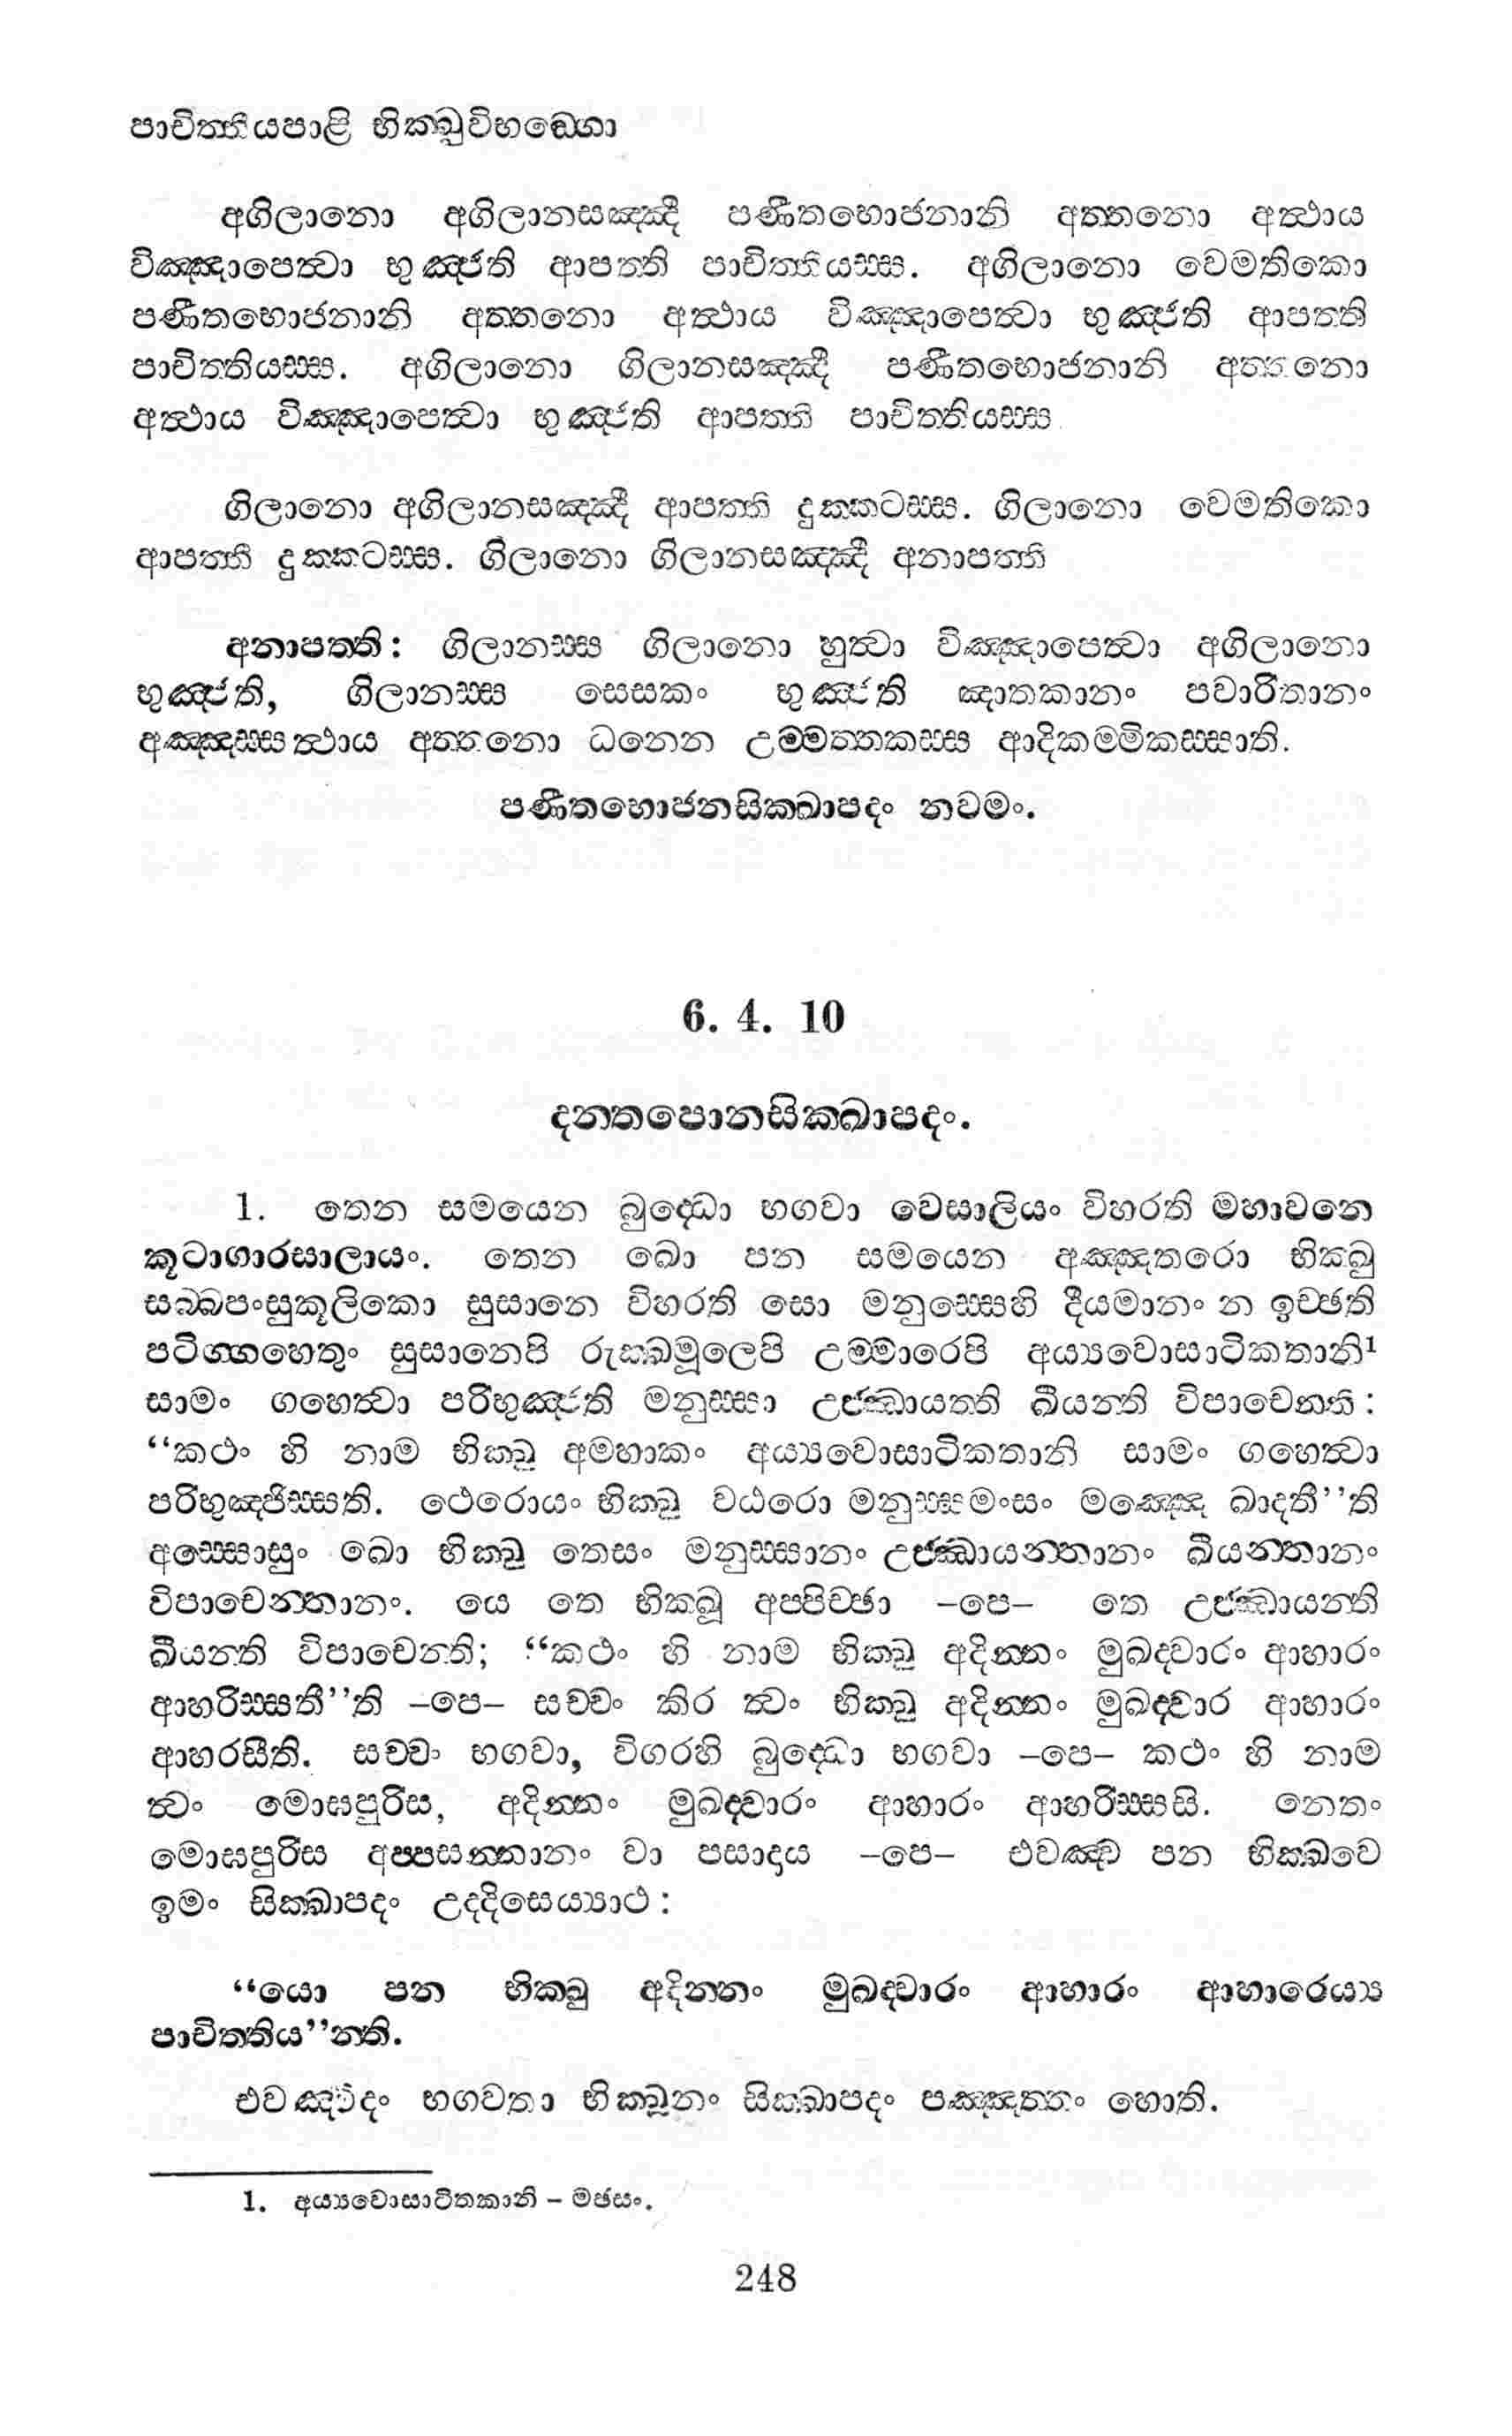 පාචිත්තියපාළි භික්ඛුවිභඞ්ගො
අගිලානො අගිලානසඤ්ඤී පණීතභොජනානි අත්තනො අත්ථාය
විඤ්ඤාපෙත්වා භුඤ්ජති ආපත්ති පාචිත්තියස්ස. අගිලානො වෙමතිකො
පණීතභොජනානි අත්තනො අත්ථාය විඤ්ඤාපෙත්වා භුඤ්ජති ආපත්ති
පාචිත්තියස්ස. අගිලානො ගිලානසඤ්ඤී පණීතභොජනානි අත්තනො
අත්ථාය විඤ්ඤාපෙත්වා භුඤ්ජති ආපත්ති පාචිත්තියස්ස.
ගිලානො අගිලානසඤ්ඤී ආපත්ති දුක්කටස්ස. ගිලානො වෙමතිකො
ආපත්ති දුක්කටස්ස. ගිලානො ගිලානසඤ්ඤී අනාපත්ති
අනාපත්ති: ගිලානස්ස ගිලානො හුත්වා විඤ්ඤාපෙත්වා අගිලානො
භුඤ්ජති, ගිලානස්ස සෙසකං භුඤ්ජති ඤාතකානං පවාරිතානං
අඤ්ඤස්සත්ථාය අත්තනො ධනෙන උම්මත්තකස්ස ආදිකම්මිකස්සාති.
පණීතභොජනසික්ඛාපදං නවමං.
6. 4. 10
දන්තපොනසික්ඛාපදං.
1. තෙන සමයෙන බුද්ධො භගවා වෙසාලියං විහරති මහාවනෙ
කූටාගාරසාලායං. තෙන ඛො පන සමයෙන අඤ්ඤතරො භික්ඛු
සබ්බපංසුකූලිකො සුසානෙ විහරති සො මනුස්සෙහි දීයමානං න ඉච්ඡති
පටිග්ගහෙතුං සුසානෙපි රුක්ඛමූලෙපි උම්මාරෙපි අය්‍යවොසාටිකතානි¹
සාමං ගහෙත්වා පරිභුඤ්ජති මනුස්සා උජ්ඣායන්ති ඛීයන්ති විපාචෙන්ති:
“කථං හි නාම භික්ඛු අම්හාකං අය්‍යවොසාටිකතානි සාමං ගහෙත්වා
පරිභුඤ්ජිස්සති. ථෙරොයං භික්ඛු වඨරො මනුස්සමංසං මඤ්ඤෙ ඛාදතී”ති
අස්සොසුං ඛො භික්ඛූ තෙසං මනුස්සානං උජ්ඣායන්තානං ඛීයන්තානං
විපාචෙන්තානං. යෙ තෙ භික්ඛූ අප්පිච්ඡා –පෙ– තෙ උජ්ඣායන්ති
ඛීයන්ති විපාචෙන්ති; “කථං හි නාම භික්ඛු අදින්නං මුඛද්වාරං ආහාරං
ආහරිස්සතී”ති –පෙ– සච්චං කිර ත්වං භික්ඛු අදින්නං මුඛද්වාර ආහාරං
ආහරසීති. සච්චං භගවා, විගරහි බුද්ධො භගවා –පෙ– කථං හි නාම
ත්වං මොඝපුරිස, අදින්නං මුඛද්වාරං ආහාරං ආහරිස්සසි. නෙතං
මොඝපුරිස අප්පසන්නානං වා පසාදාය –පෙ– එවඤ්ච පන භික්ඛවෙ
ඉමං සික්ඛාපදං උද්දිසෙය්‍යාථ:
“යො පන භික්ඛු අදින්නං මුඛද්වාරං ආහාරං ආහාරෙය්‍ය
පාචිත්තිය”න්ති.
එවඤ්චිදං භගවතා භික්ඛූනං සික්ඛාපදං පඤ්ඤත්තං හොති.
1. අය්‍යවොසාටිතකානි – මඡසං.
248